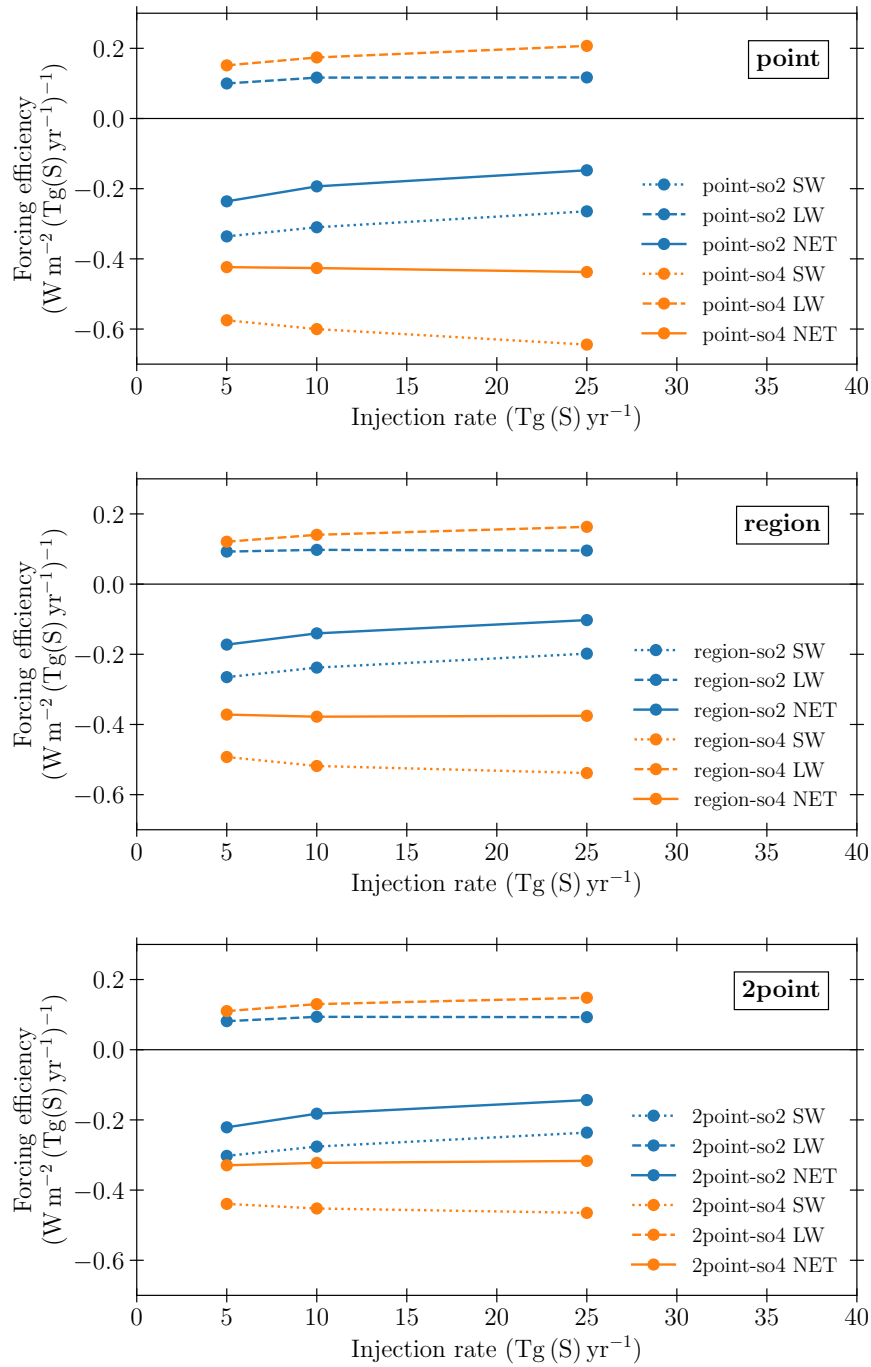 0.2
0.0
−0.2
−0.4
−0.6
Forcing efficiency
(W m⁻² (Tg(S) yr⁻¹)⁻¹)
point
point-so2 SW
point-so2 LW
point-so2 NET
point-so4 SW
point-so4 LW
point-so4 NET
0 5 10 15 20 25 30 35 40
Injection rate (Tg (S) yr⁻¹)
0.2
0.0
−0.2
−0.4
−0.6
Forcing efficiency
(W m⁻² (Tg(S) yr⁻¹)⁻¹)
region
region-so2 SW
region-so2 LW
region-so2 NET
region-so4 SW
region-so4 LW
region-so4 NET
0 5 10 15 20 25 30 35 40
Injection rate (Tg (S) yr⁻¹)
0.2
0.0
−0.2
−0.4
−0.6
Forcing efficiency
(W m⁻² (Tg(S) yr⁻¹)⁻¹)
2point
2point-so2 SW
2point-so2 LW
2point-so2 NET
2point-so4 SW
2point-so4 LW
2point-so4 NET
0 5 10 15 20 25 30 35 40
Injection rate (Tg (S) yr⁻¹)